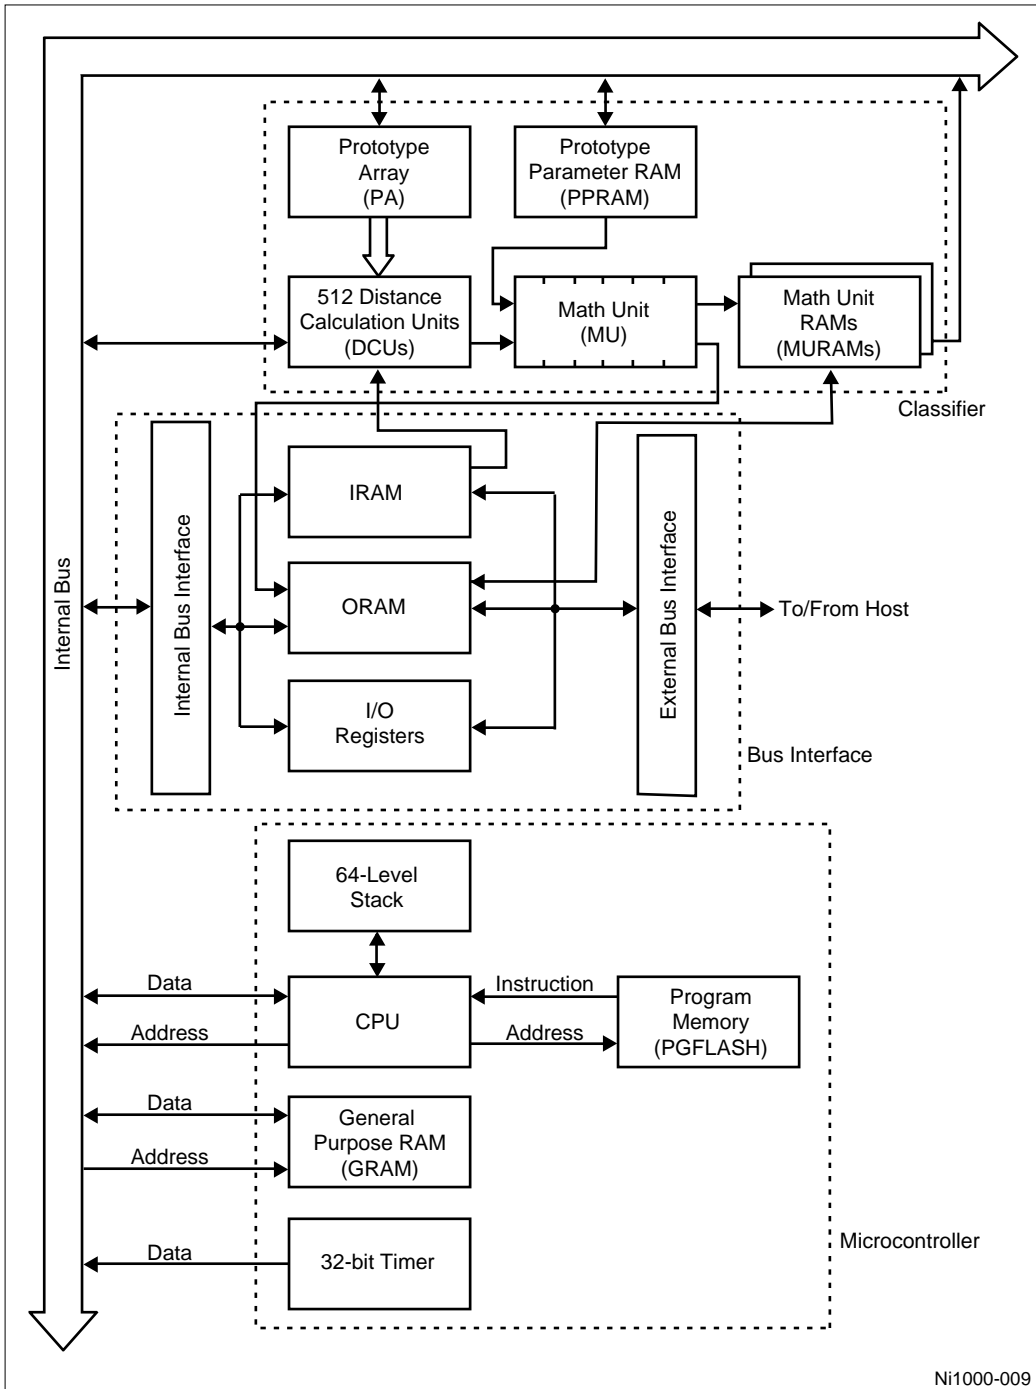 Prototype
Array
(PA)
Prototype
Parameter RAM
(PPRAM)
512 Distance
Calculation Units
(DCUs)
Math Unit
(MU)
Math Unit
RAMs
(MURAMs)
Classifier
Internal Bus
Internal Bus Interface
IRAM
ORAM
I/O
Registers
External Bus Interface
To/From Host
Bus Interface
64-Level
Stack
Data
Address
CPU
Instruction
Address
Program
Memory
(PGFLASH)
Data
Address
General
Purpose RAM
(GRAM)
Data
32-bit Timer
Microcontroller
Ni1000-009